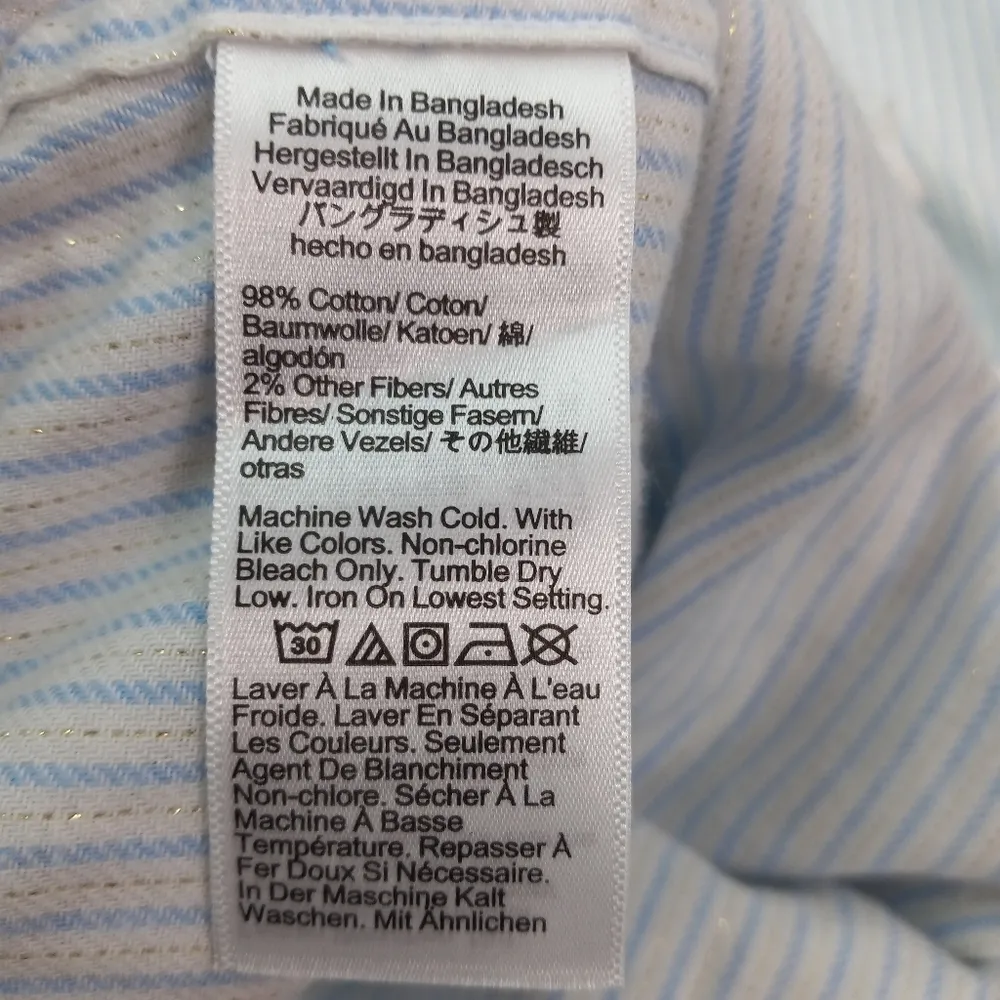 Made In Bangladesh
Fabriqué Au Bangladesh
Hergestellt In Bangladesch
Vervaardigd In Bangladesh
バングラディシュ製
hecho en bangladesh
98% Cotton/ Coton/
Baumwolle/ Katoen/ 綿/
algodón
2% Other Fibers/ Autres
Fibres/ Sonstige Fasern/
Andere Vezels/ その他繊維/
otras
Machine Wash Cold. With
Like Colors. Non-chlorine
Bleach Only. Tumble Dry
Low. Iron On Lowest Setting.
30
Laver À La Machine À L'eau
Froide. Laver En Séparant
Les Couleurs. Seulement
Agent De Blanchiment
Non-chlore. Sécher À La
Machine À Basse
Température. Repasser À
Fer Doux Si Nécessaire.
In Der Maschine Kalt
Waschen. Mit Ähnlichen